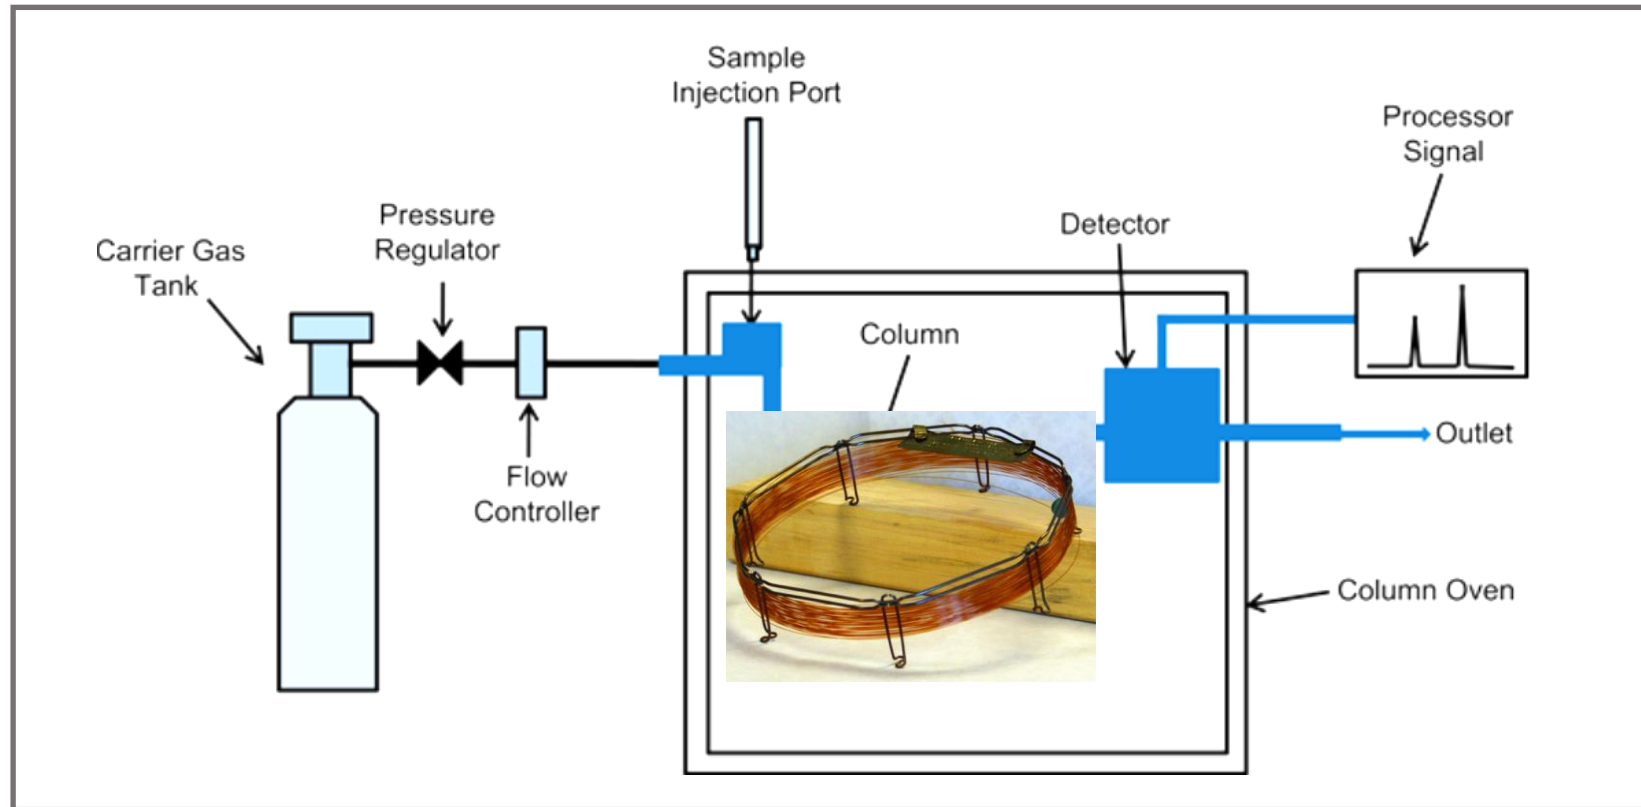 Sample
Injection Port
Processor
Signal
Pressure
Regulator
Detector
Carrier Gas
Tank
Column
Outlet
Flow
Controller
Column Oven